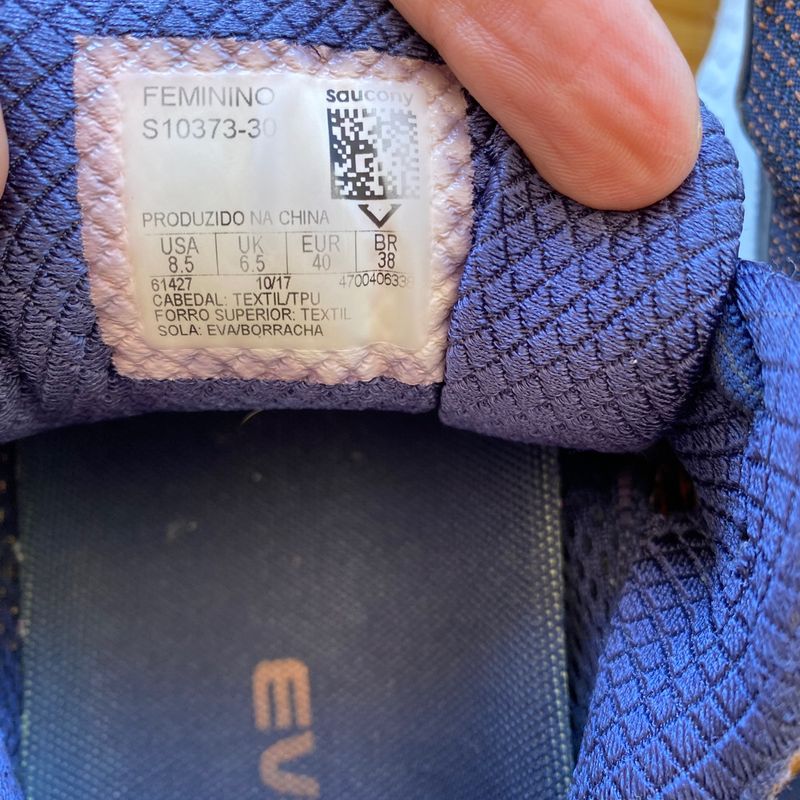 FEMININO
saucony
S10373-30
PRODUZIDO NA CHINA
USA UK EUR BR
8.5 6.5 40 38
61427 10/17
CABEDAL: TEXTIL/TPU
FORRO SUPERIOR: TEXTIL
SOLA: EVA/BORRACHA
EV